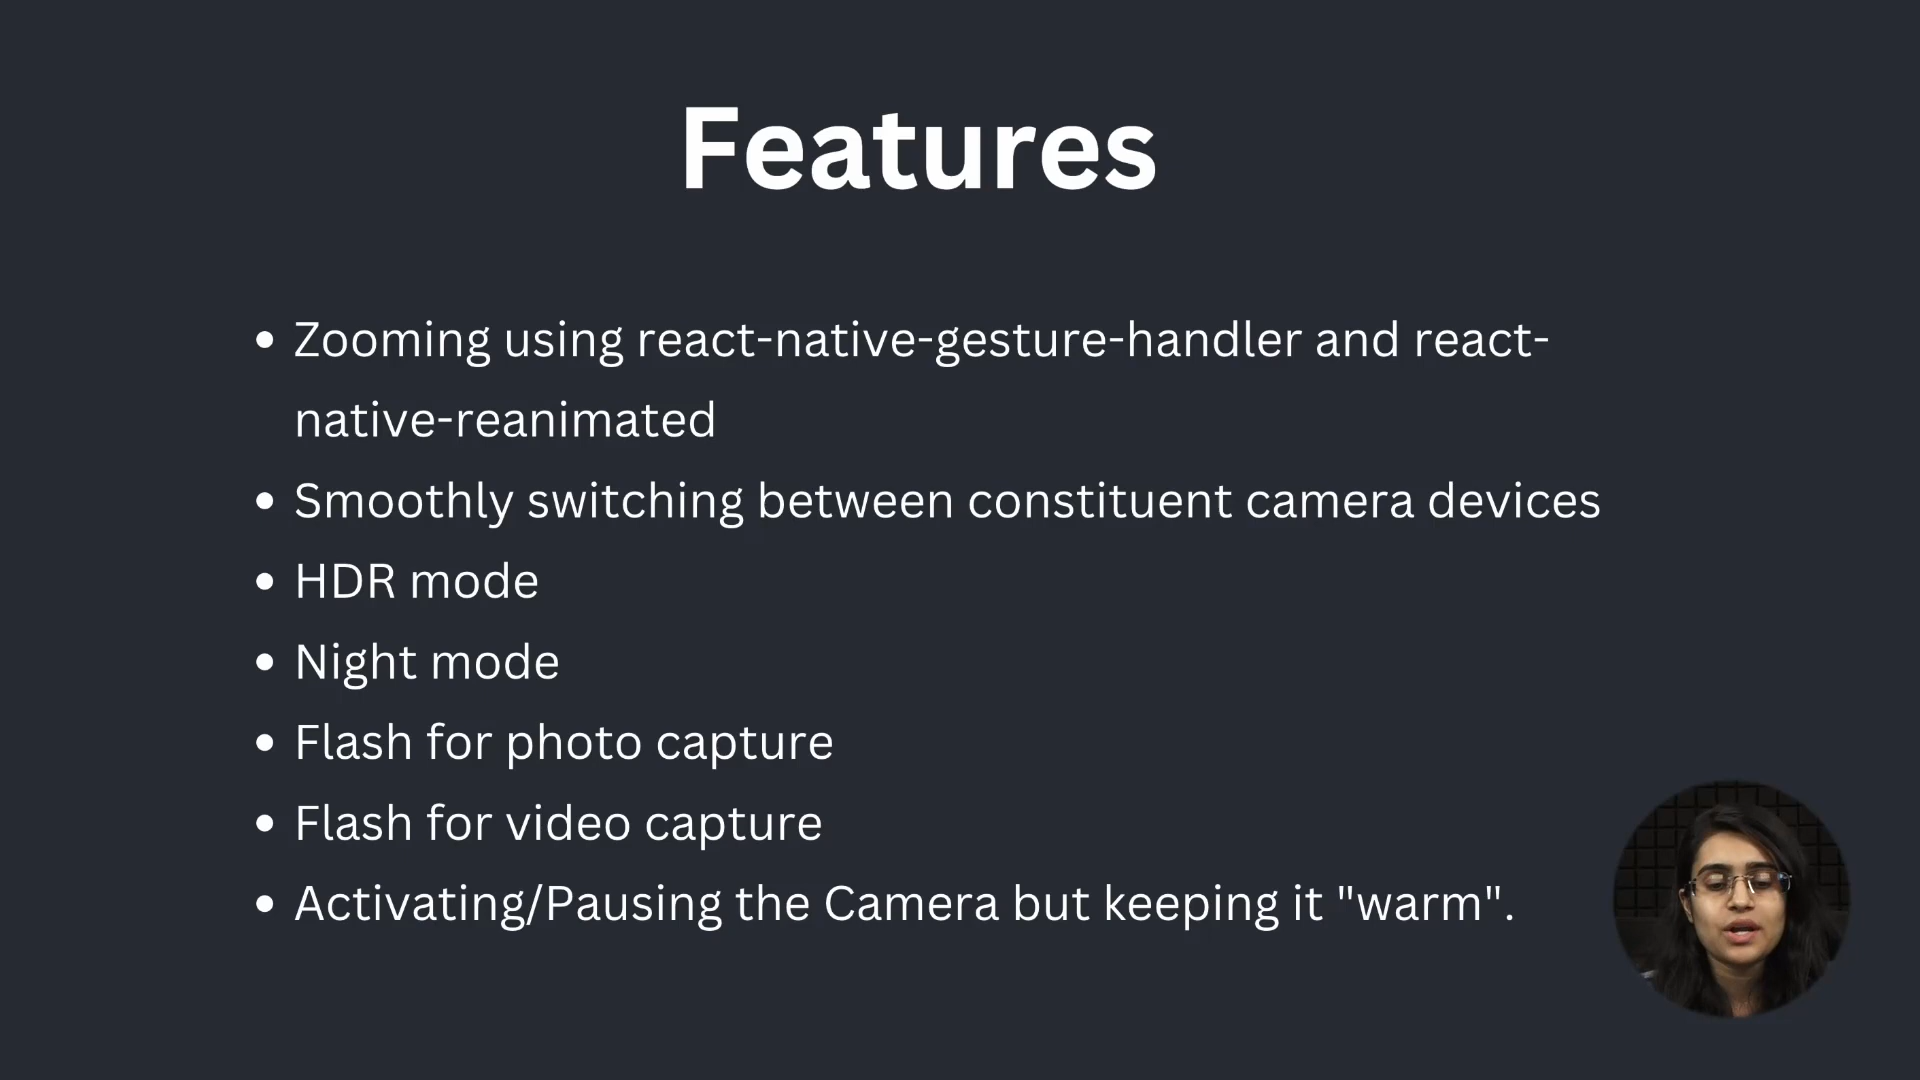 Features
• Zooming using react-native-gesture-handler and react-
native-reanimated
• Smoothly switching between constituent camera devices
• HDR mode
• Night mode
• Flash for photo capture
• Flash for video capture
• Activating/Pausing the Camera but keeping it "warm".